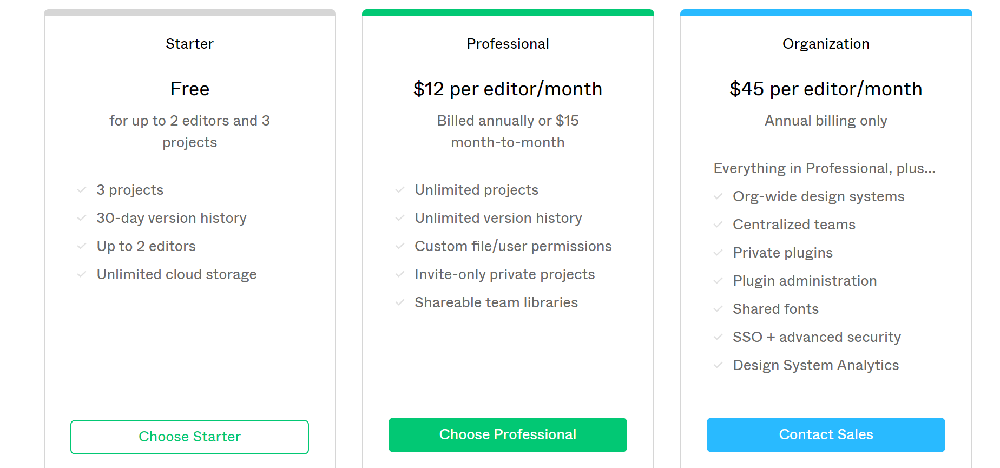 Starter
Free
for up to 2 editors and 3
projects
3 projects
30-day version history
Up to 2 editors
Unlimited cloud storage
Choose Starter
Professional
$12 per editor/month
Billed annually or $15
month-to-month
Unlimited projects
Unlimited version history
Custom file/user permissions
Invite-only private projects
Shareable team libraries
Choose Professional
Organization
$45 per editor/month
Annual billing only
Everything in Professional, plus...
Org-wide design systems
Centralized teams
Private plugins
Plugin administration
Shared fonts
SSO + advanced security
Design System Analytics
Contact Sales